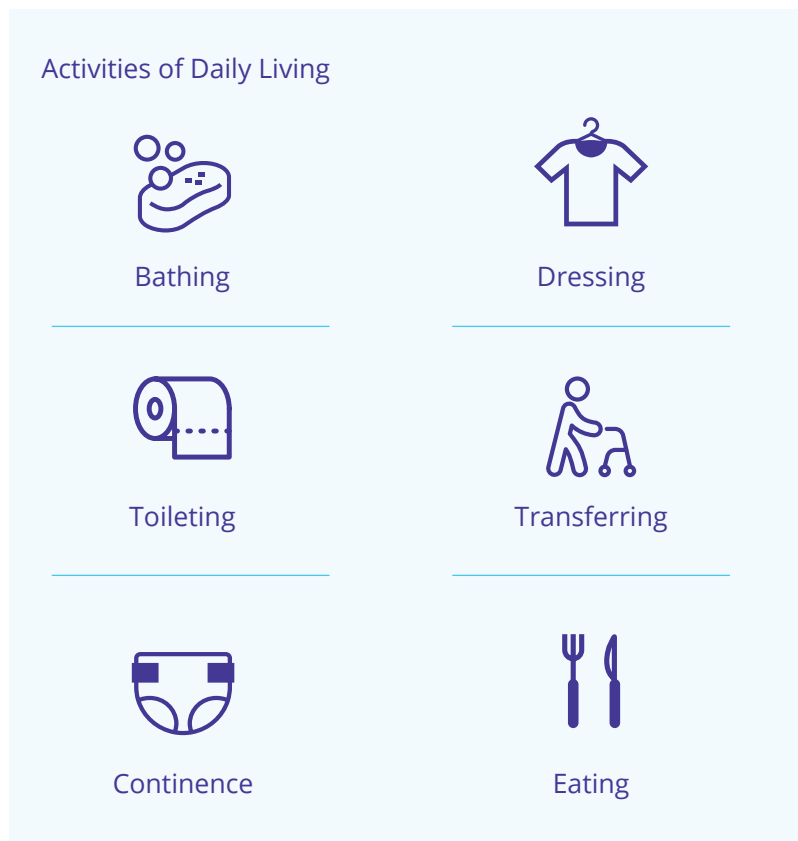 Activities of Daily Living
Bathing
Dressing
Toileting
Transferring
Continence
Eating